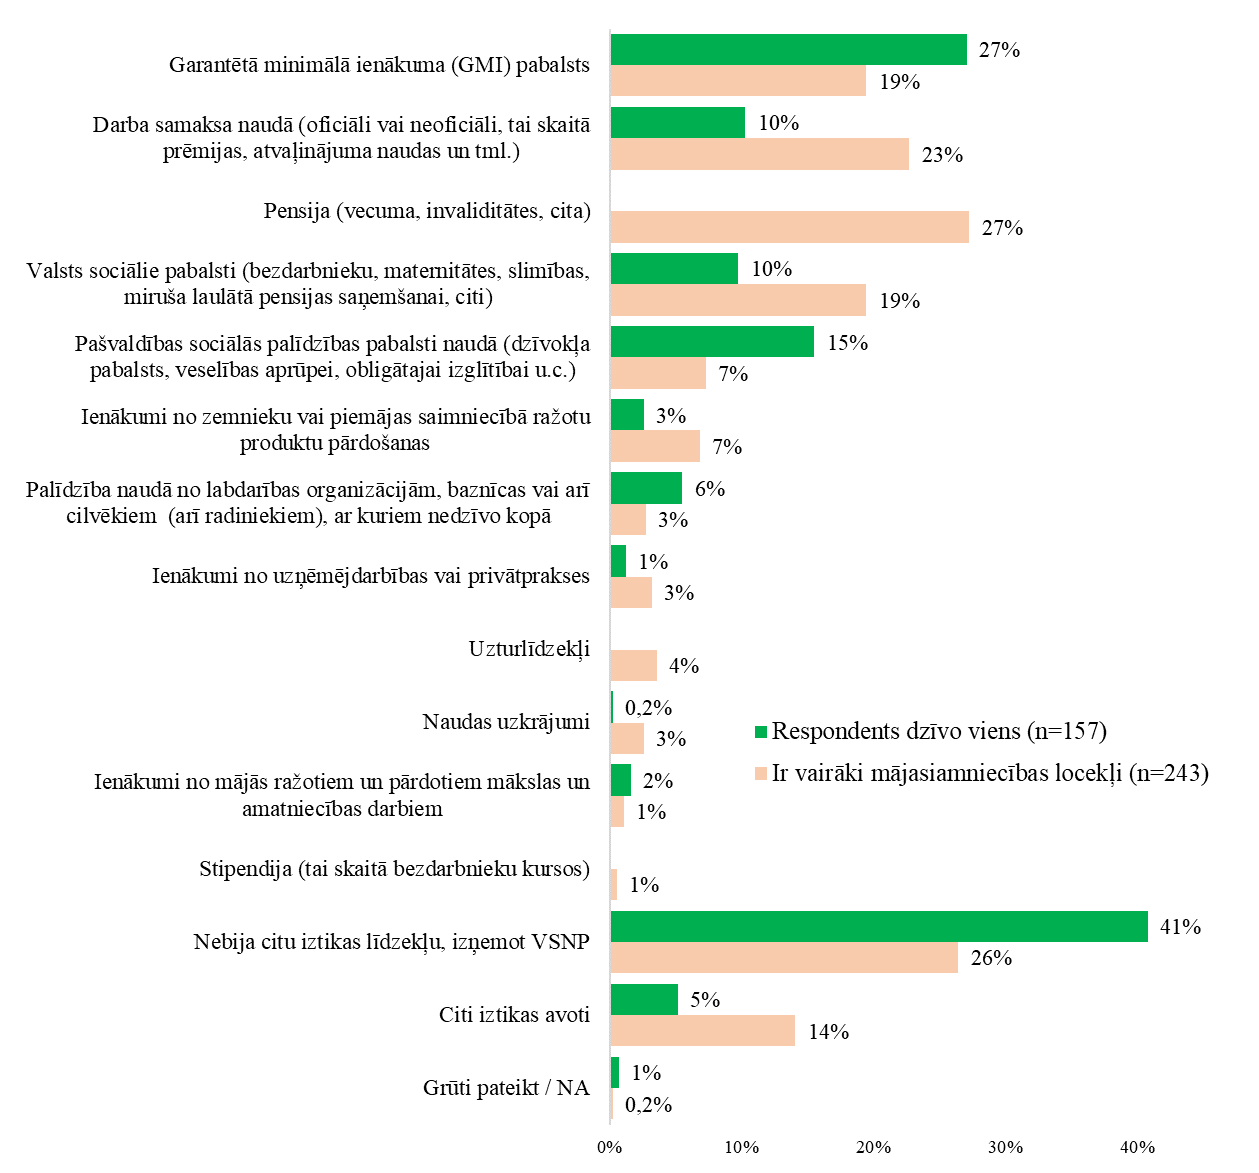 Garantētā minimālā ienākuma (GMI) pabalsts
27%
19%
Darba samaksa naudā (oficiāli vai neoficiāli, tai skaitā
prēmijas, atvaļinājuma naudas un tml.)
10%
23%
Pensija (vecuma, invaliditātes, cita)
27%
Valsts sociālie pabalsti (bezdarbnieku, maternitātes, slimības,
miruša laulātā pensijas saņemšanai, citi)
10%
19%
Pašvaldības sociālās palīdzības pabalsti naudā (dzīvokļa
pabalsts, veselības aprūpei, obligātajai izglītībai u.c.)
15%
7%
Ienākumi no zemnieku vai piemājas saimniecībā ražotu
produktu pārdošanas
3%
7%
Palīdzība naudā no labdarības organizācijām, baznīcas vai arī
cilvēkiem  (arī radiniekiem), ar kuriem nedzīvo kopā
6%
3%
Ienākumi no uzņēmējdarbības vai privātprakses
1%
3%
Uzturlīdzekļi
4%
Naudas uzkrājumi
0,2%
3%
Respondents dzīvo viens (n=157)
Ir vairāki mājasiamniecības locekļi (n=243)
Ienākumi no mājās ražotiem un pārdotiem mākslas un
amatniecības darbiem
2%
1%
Stipendija (tai skaitā bezdarbnieku kursos)
1%
Nebija citu iztikas līdzekļu, izņemot VSNP
41%
26%
Citi iztikas avoti
5%
14%
Grūti pateikt / NA
1%
0,2%
0% 10% 20% 30% 40%